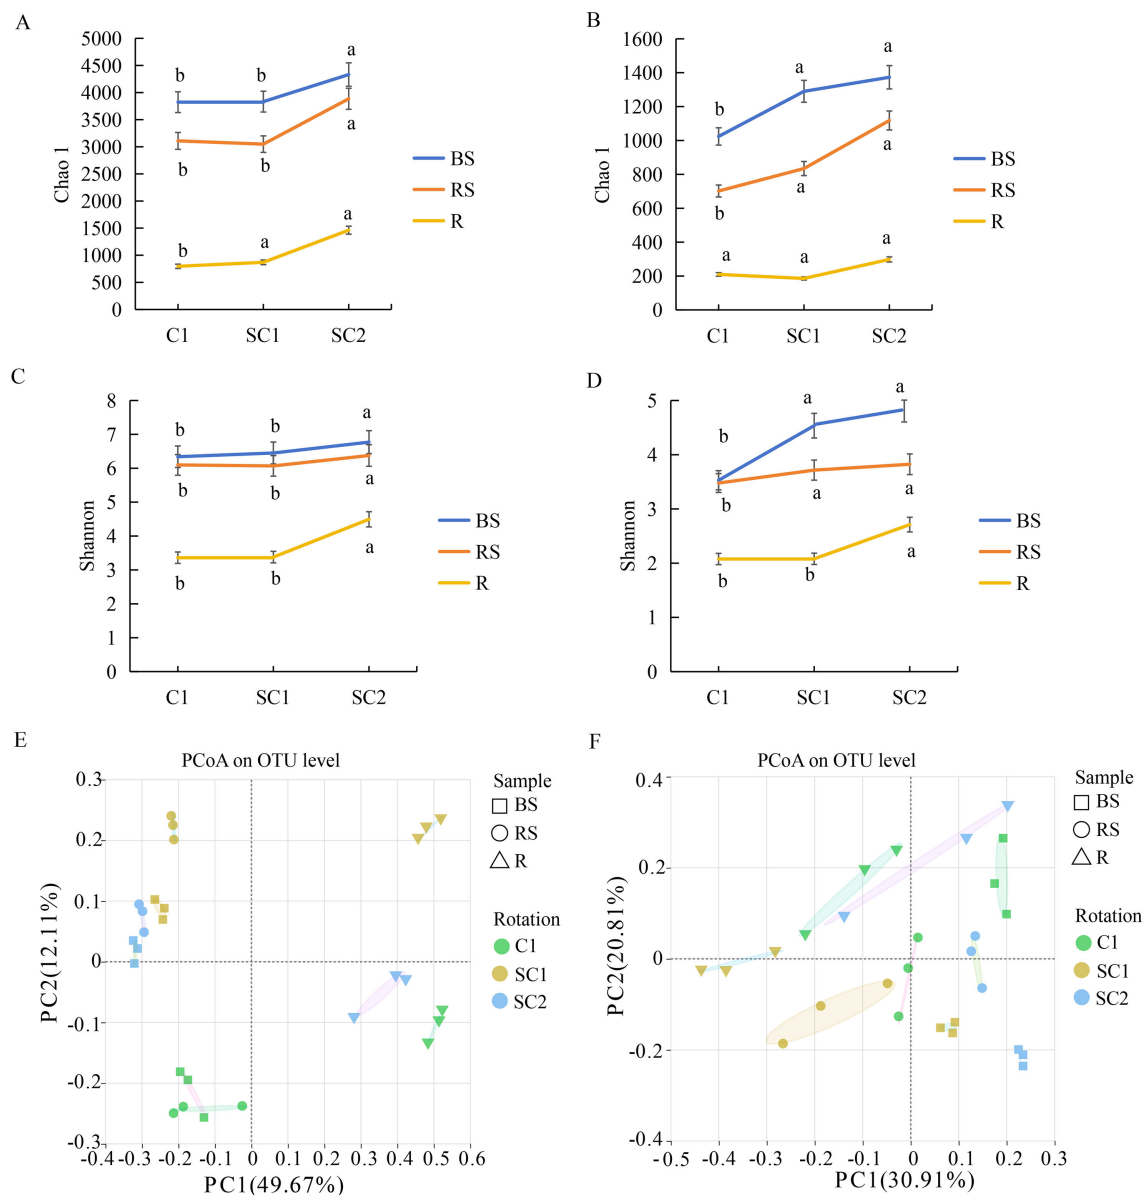 A
5000
4500
4000
3500
3000
2500
2000
1500
1000
500
0
Chao 1
b
b
a
b
b
a
b
a
a
C1
SC1
SC2
BS
RS
R
B
1600
1400
1200
1000
800
600
400
200
0
Chao 1
b
a
a
b
a
a
a
a
a
C1
SC1
SC2
BS
RS
R
C
8
7
6
5
4
3
2
1
0
Shannon
b
b
a
b
b
a
b
b
a
C1
SC1
SC2
BS
RS
R
D
5
4
3
2
1
0
Shannon
b
a
a
b
a
a
b
b
a
C1
SC1
SC2
BS
RS
R
E
PCoA on OTU level
0.3
0.2
0.1
0
-0.1
-0.2
-0.3
PC2(12.11%)
-0.4 -0.3 -0.2 -0.1 0 0.1 0.2 0.3 0.4 0.5 0.6
PC1(49.67%)
Sample
BS
RS
R
Rotation
C1
SC1
SC2
F
PCoA on OTU level
0.4
0.2
0
-0.2
-0.4
PC2(20.81%)
-0.5 -0.4 -0.3 -0.2 -0.1 0 0.1 0.2 0.3
PC1(30.91%)
Sample
BS
RS
R
Rotation
C1
SC1
SC2